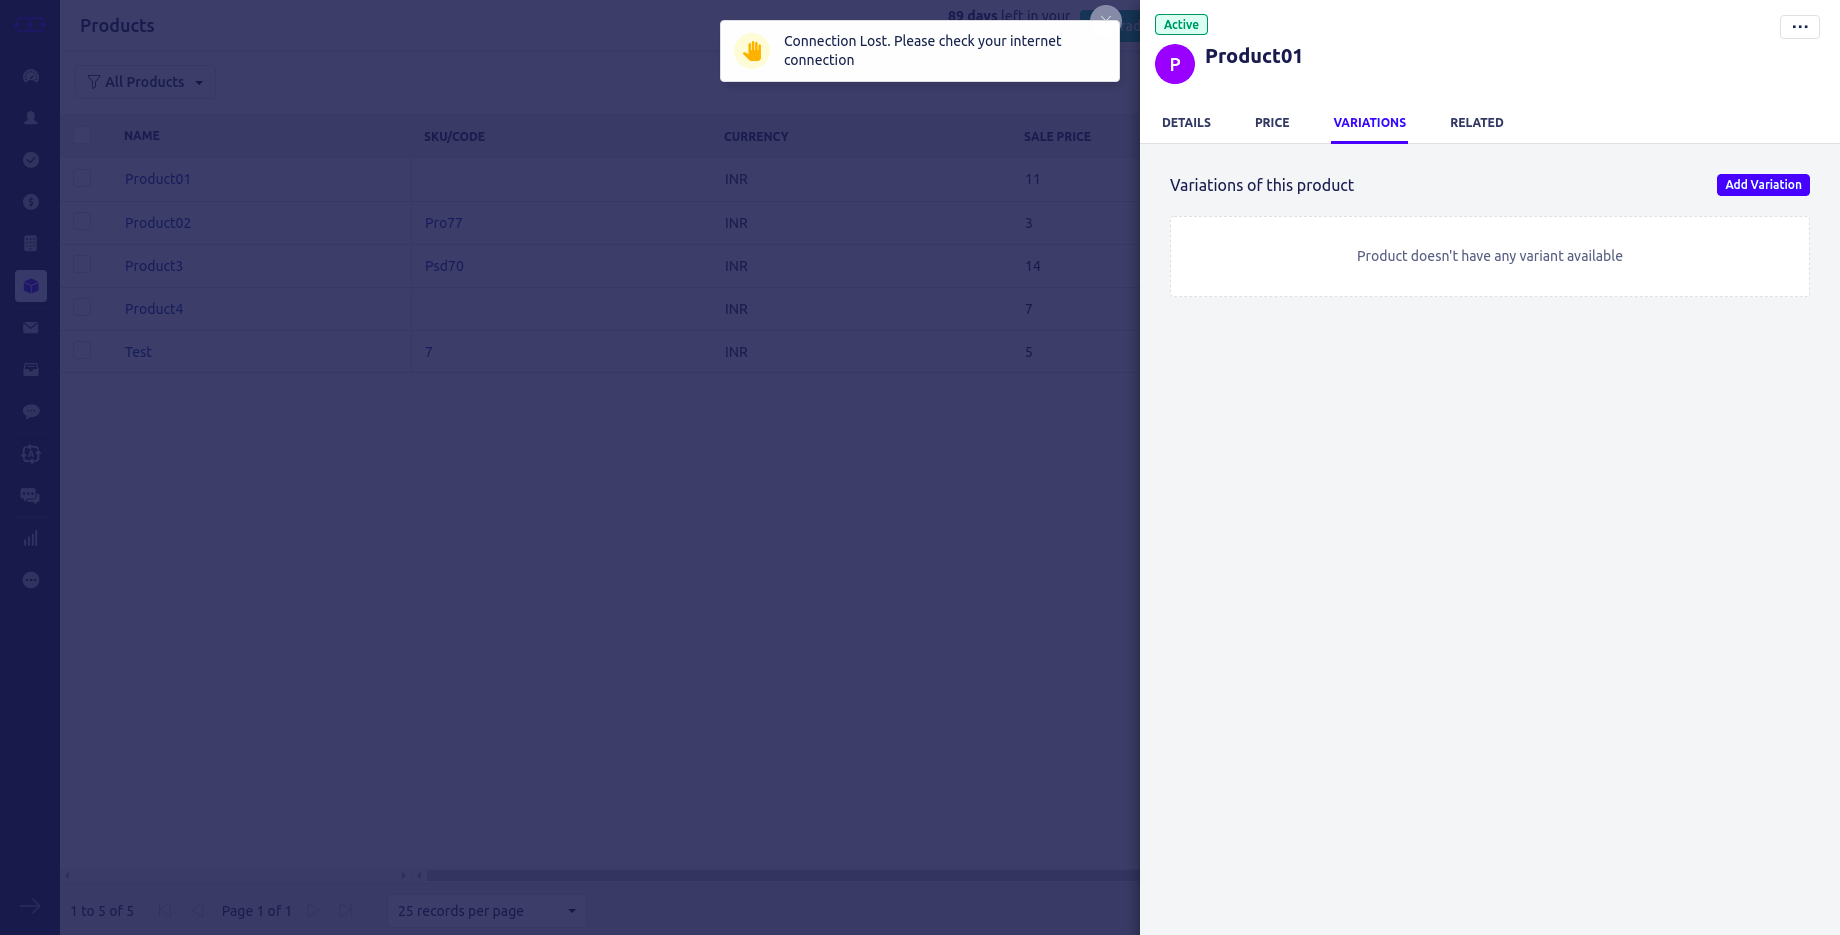 Products
89 days left in your
Connection Lost. Please check your internet
connection
All Products
NAME SKU/CODE CURRENCY SALE PRICE
Product01 INR 11
Product02 Pro77 INR 3
Product3 Psd70 INR 14
Product4 INR 7
Test 7 INR 5
1 to 5 of 5 Page 1 of 1 25 records per page
Active
P Product01
DETAILS PRICE VARIATIONS RELATED
Variations of this product Add Variation
Product doesn't have any variant available